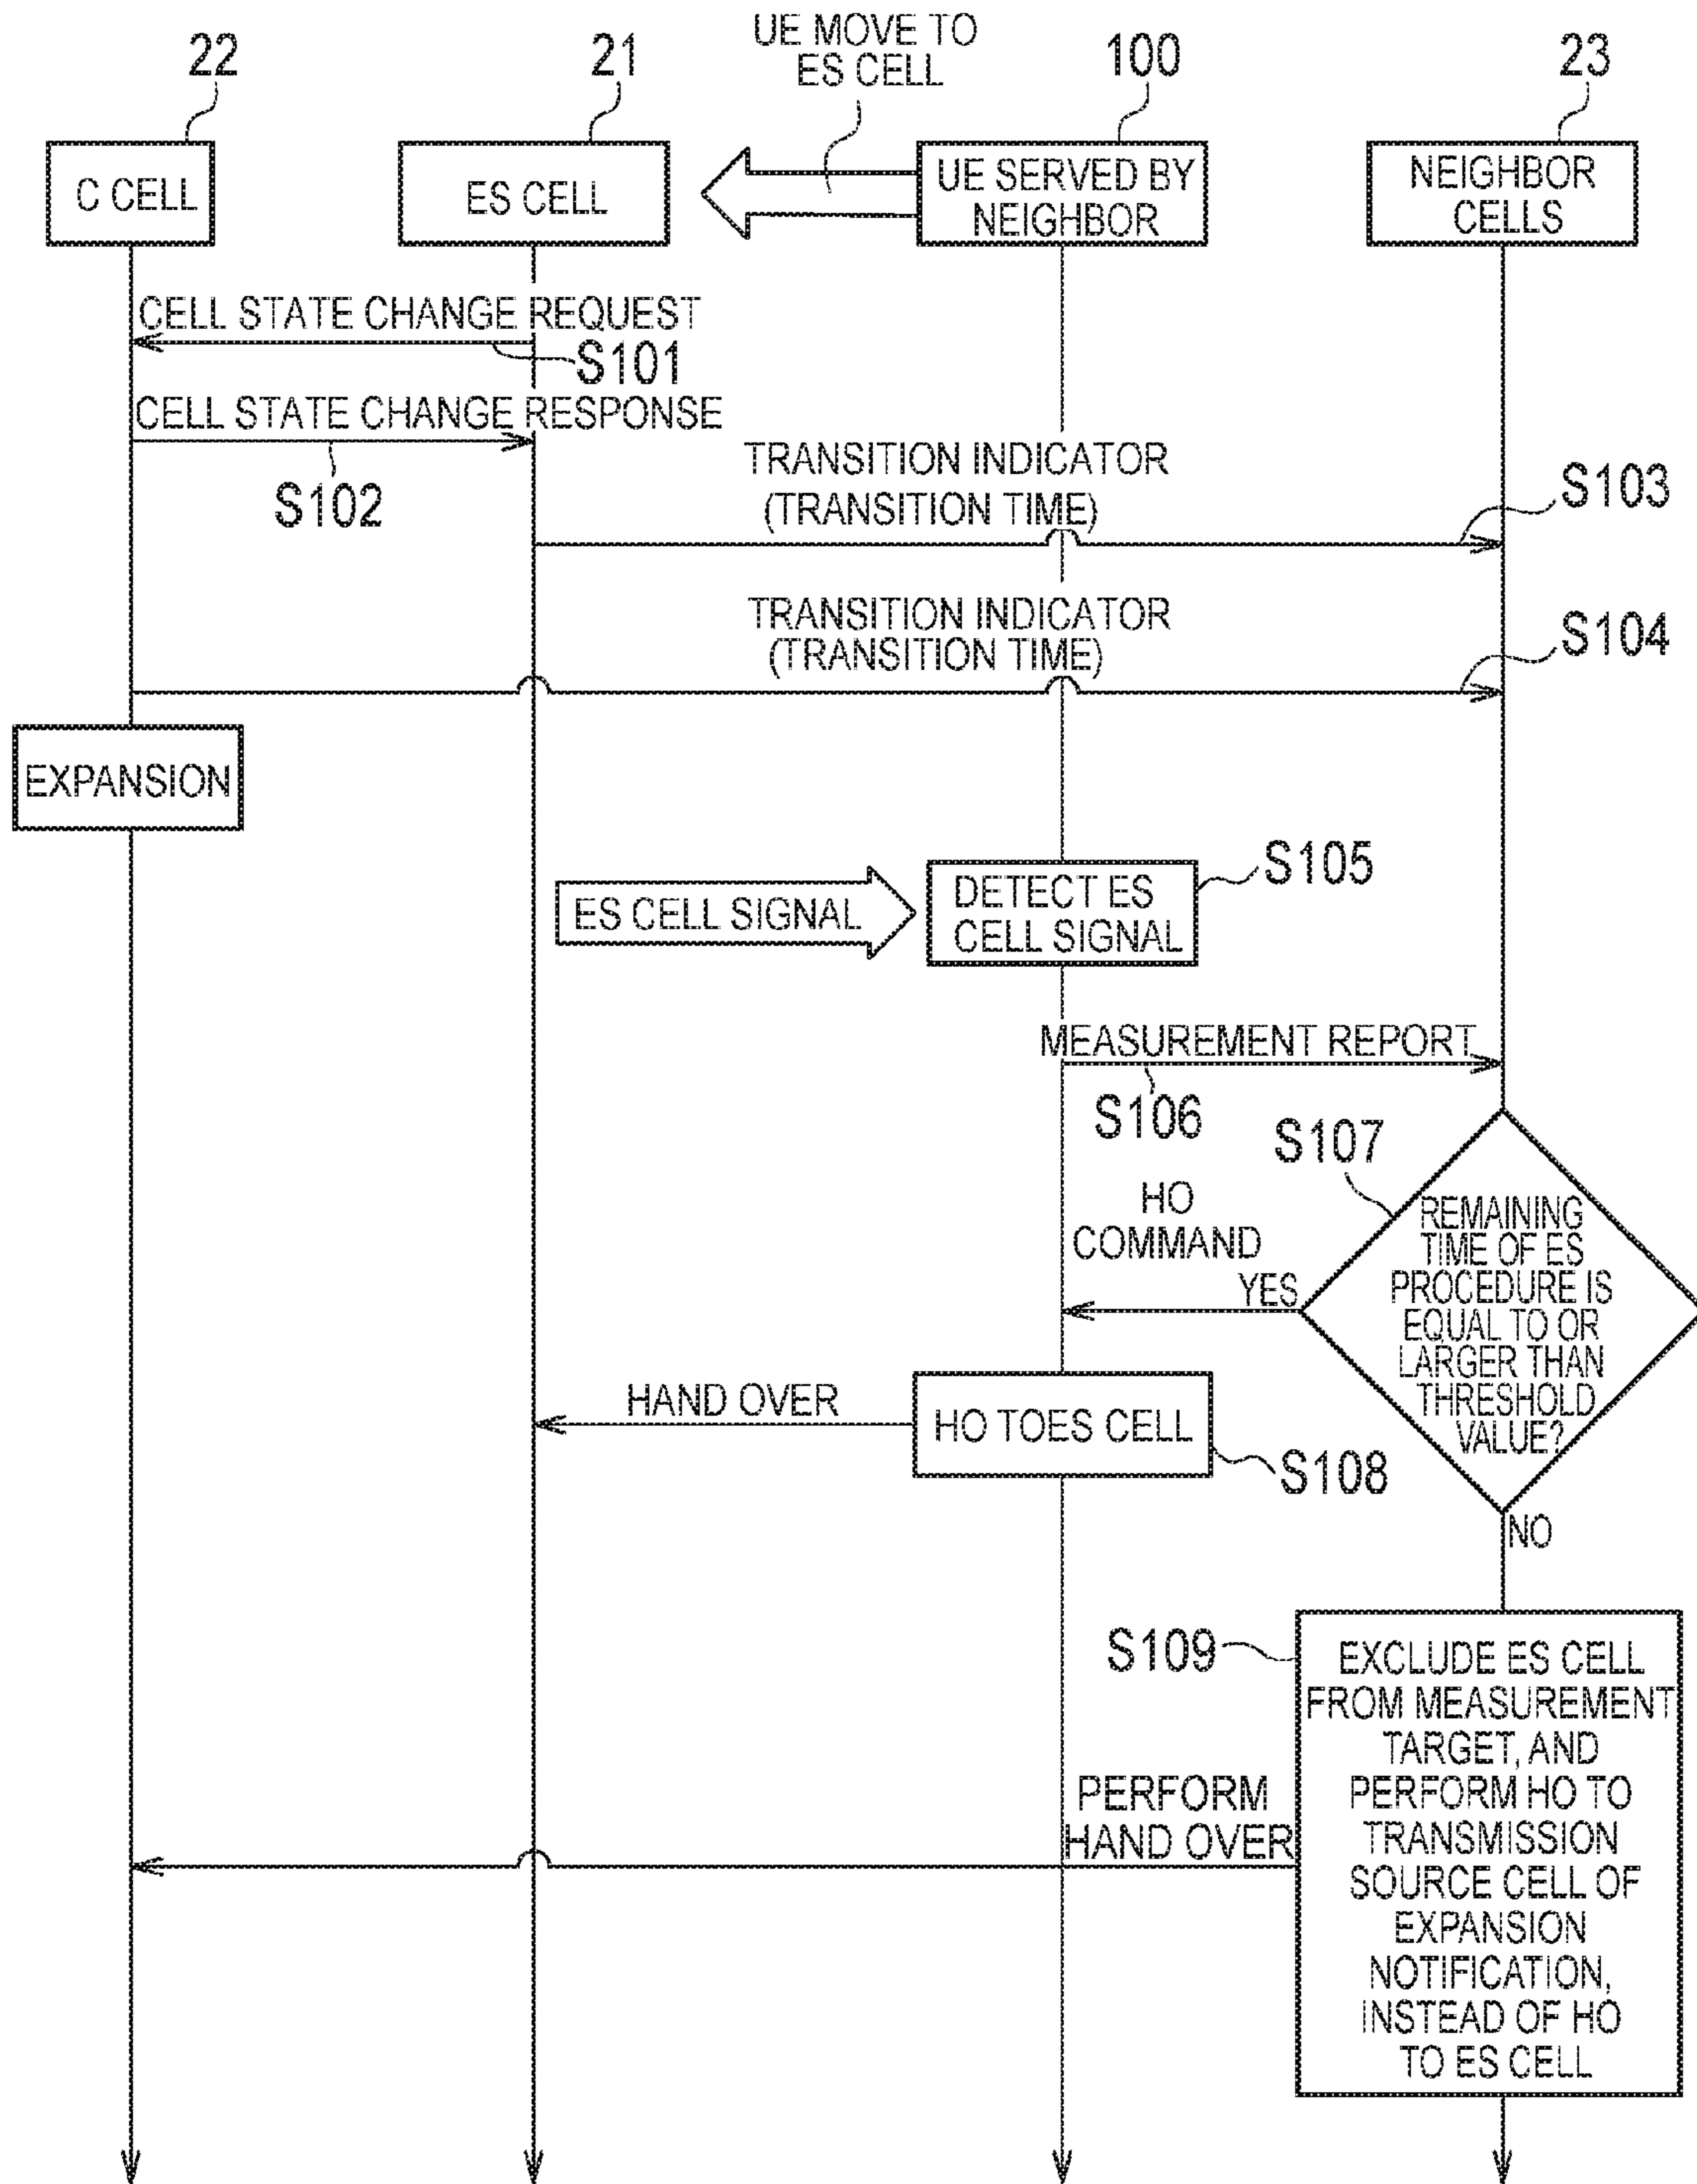 22
21
UE MOVE TO
ES CELL
100
23
C CELL
ES CELL
UE SERVED BY
NEIGHBOR
NEIGHBOR
CELLS
CELL STATE CHANGE REQUEST
S101
CELL STATE CHANGE RESPONSE
S102
TRANSITION INDICATOR
(TRANSITION TIME)
S103
TRANSITION INDICATOR
(TRANSITION TIME)
S104
EXPANSION
ES CELL SIGNAL
DETECT ES
CELL SIGNAL
S105
MEASUREMENT REPORT
S106
S107
HO
COMMAND
YES
REMAINING
TIME OF ES
PROCEDURE IS
EQUAL TO OR
LARGER THAN
THRESHOLD
VALUE?
HAND OVER
HO TOES CELL
S108
NO
S109
EXCLUDE ES CELL
FROM MEASUREMENT
TARGET, AND
PERFORM HO TO
TRANSMISSION
SOURCE CELL OF
EXPANSION
NOTIFICATION,
INSTEAD OF HO
TO ES CELL
PERFORM
HAND OVER